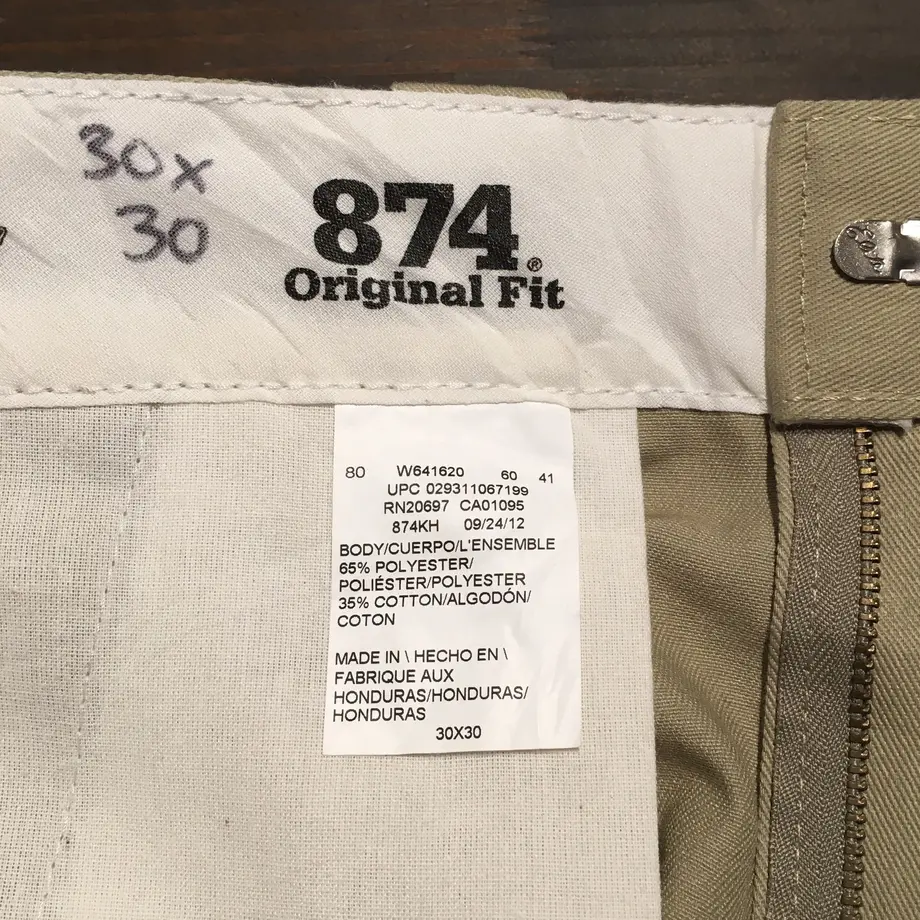 30x
30
874®
Original Fit
80 W641620 60 41
UPC 029311067199
RN20697 CA01095
874KH 09/24/12
BODY/CUERPO/L'ENSEMBLE
65% POLYESTER/
POLIÉSTER/POLYESTER
35% COTTON/ALGODÓN/
COTON
MADE IN \ HECHO EN \
FABRIQUE AUX
HONDURAS/HONDURAS/
HONDURAS
30X30